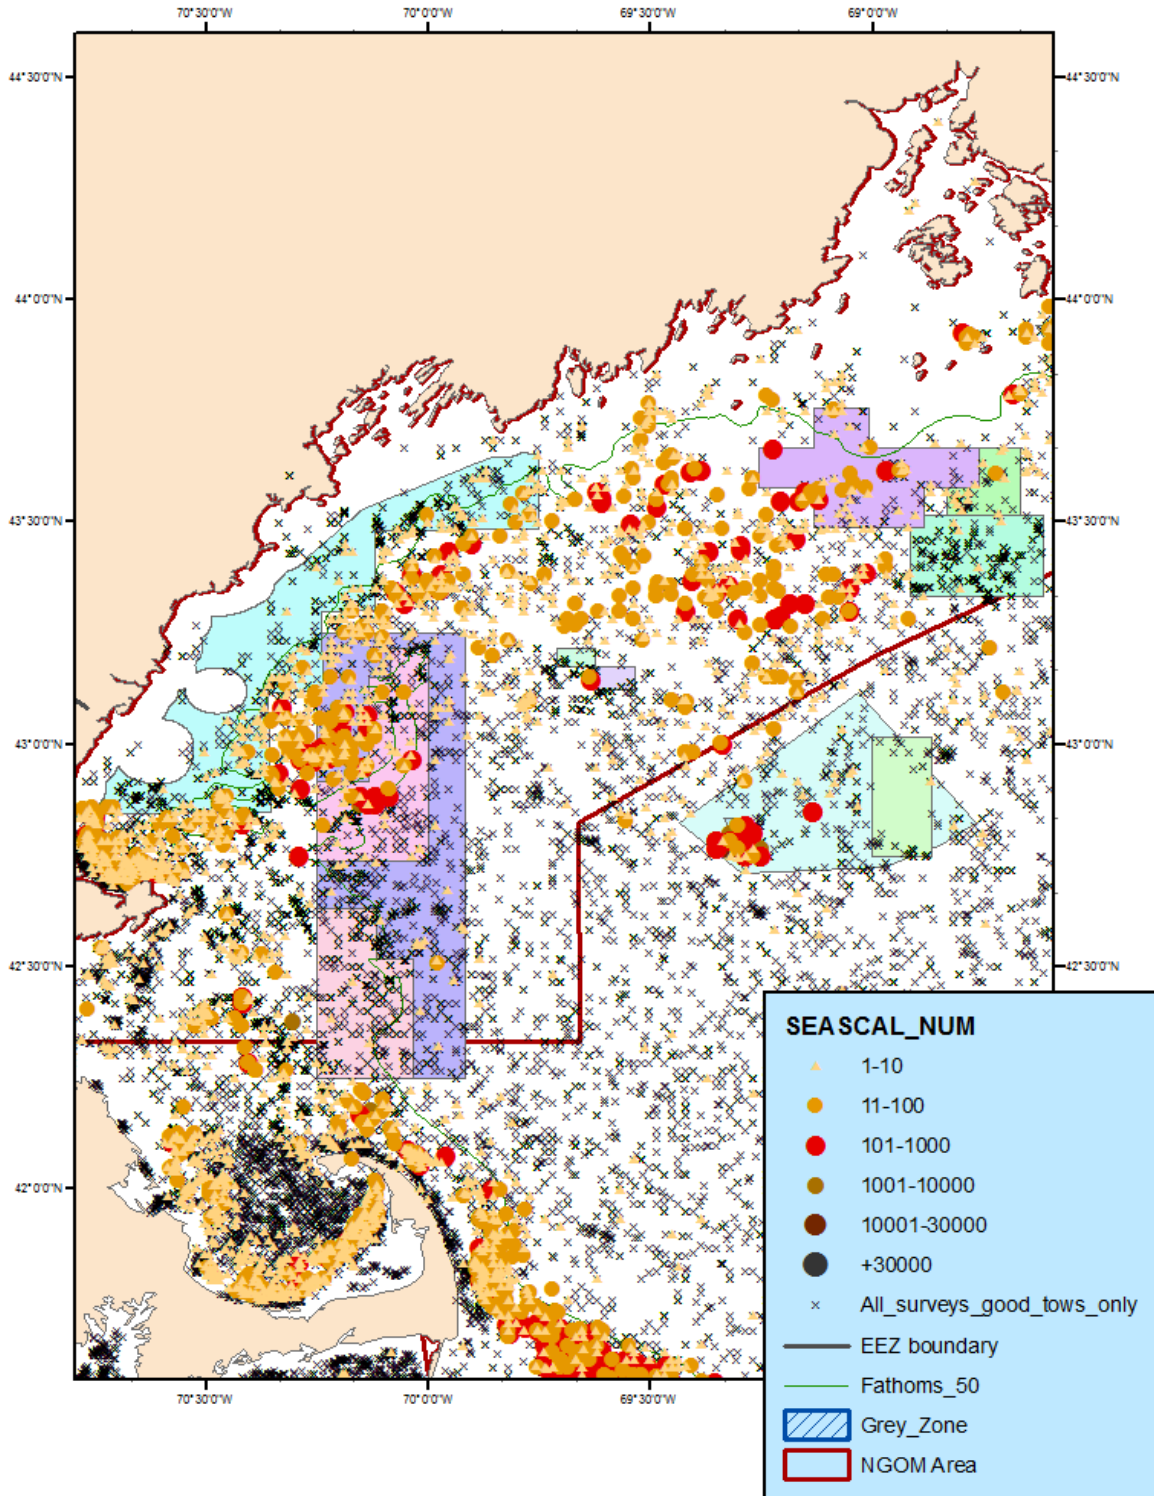 70°30'0"W 70°0'0"W 69°30'0"W 69°0'0"W
44°30'0"N 44°30'0"N
44°0'0"N 44°0'0"N
43°30'0"N 43°30'0"N
43°0'0"N 43°0'0"N
42°30'0"N 42°30'0"N
42°0'0"N
70°30'0"W 70°0'0"W 69°30'0"W
SEASCAL_NUM
1-10
11-100
101-1000
1001-10000
10001-30000
+30000
All_surveys_good_tows_only
EEZ boundary
Fathoms_50
Grey_Zone
NGOM Area